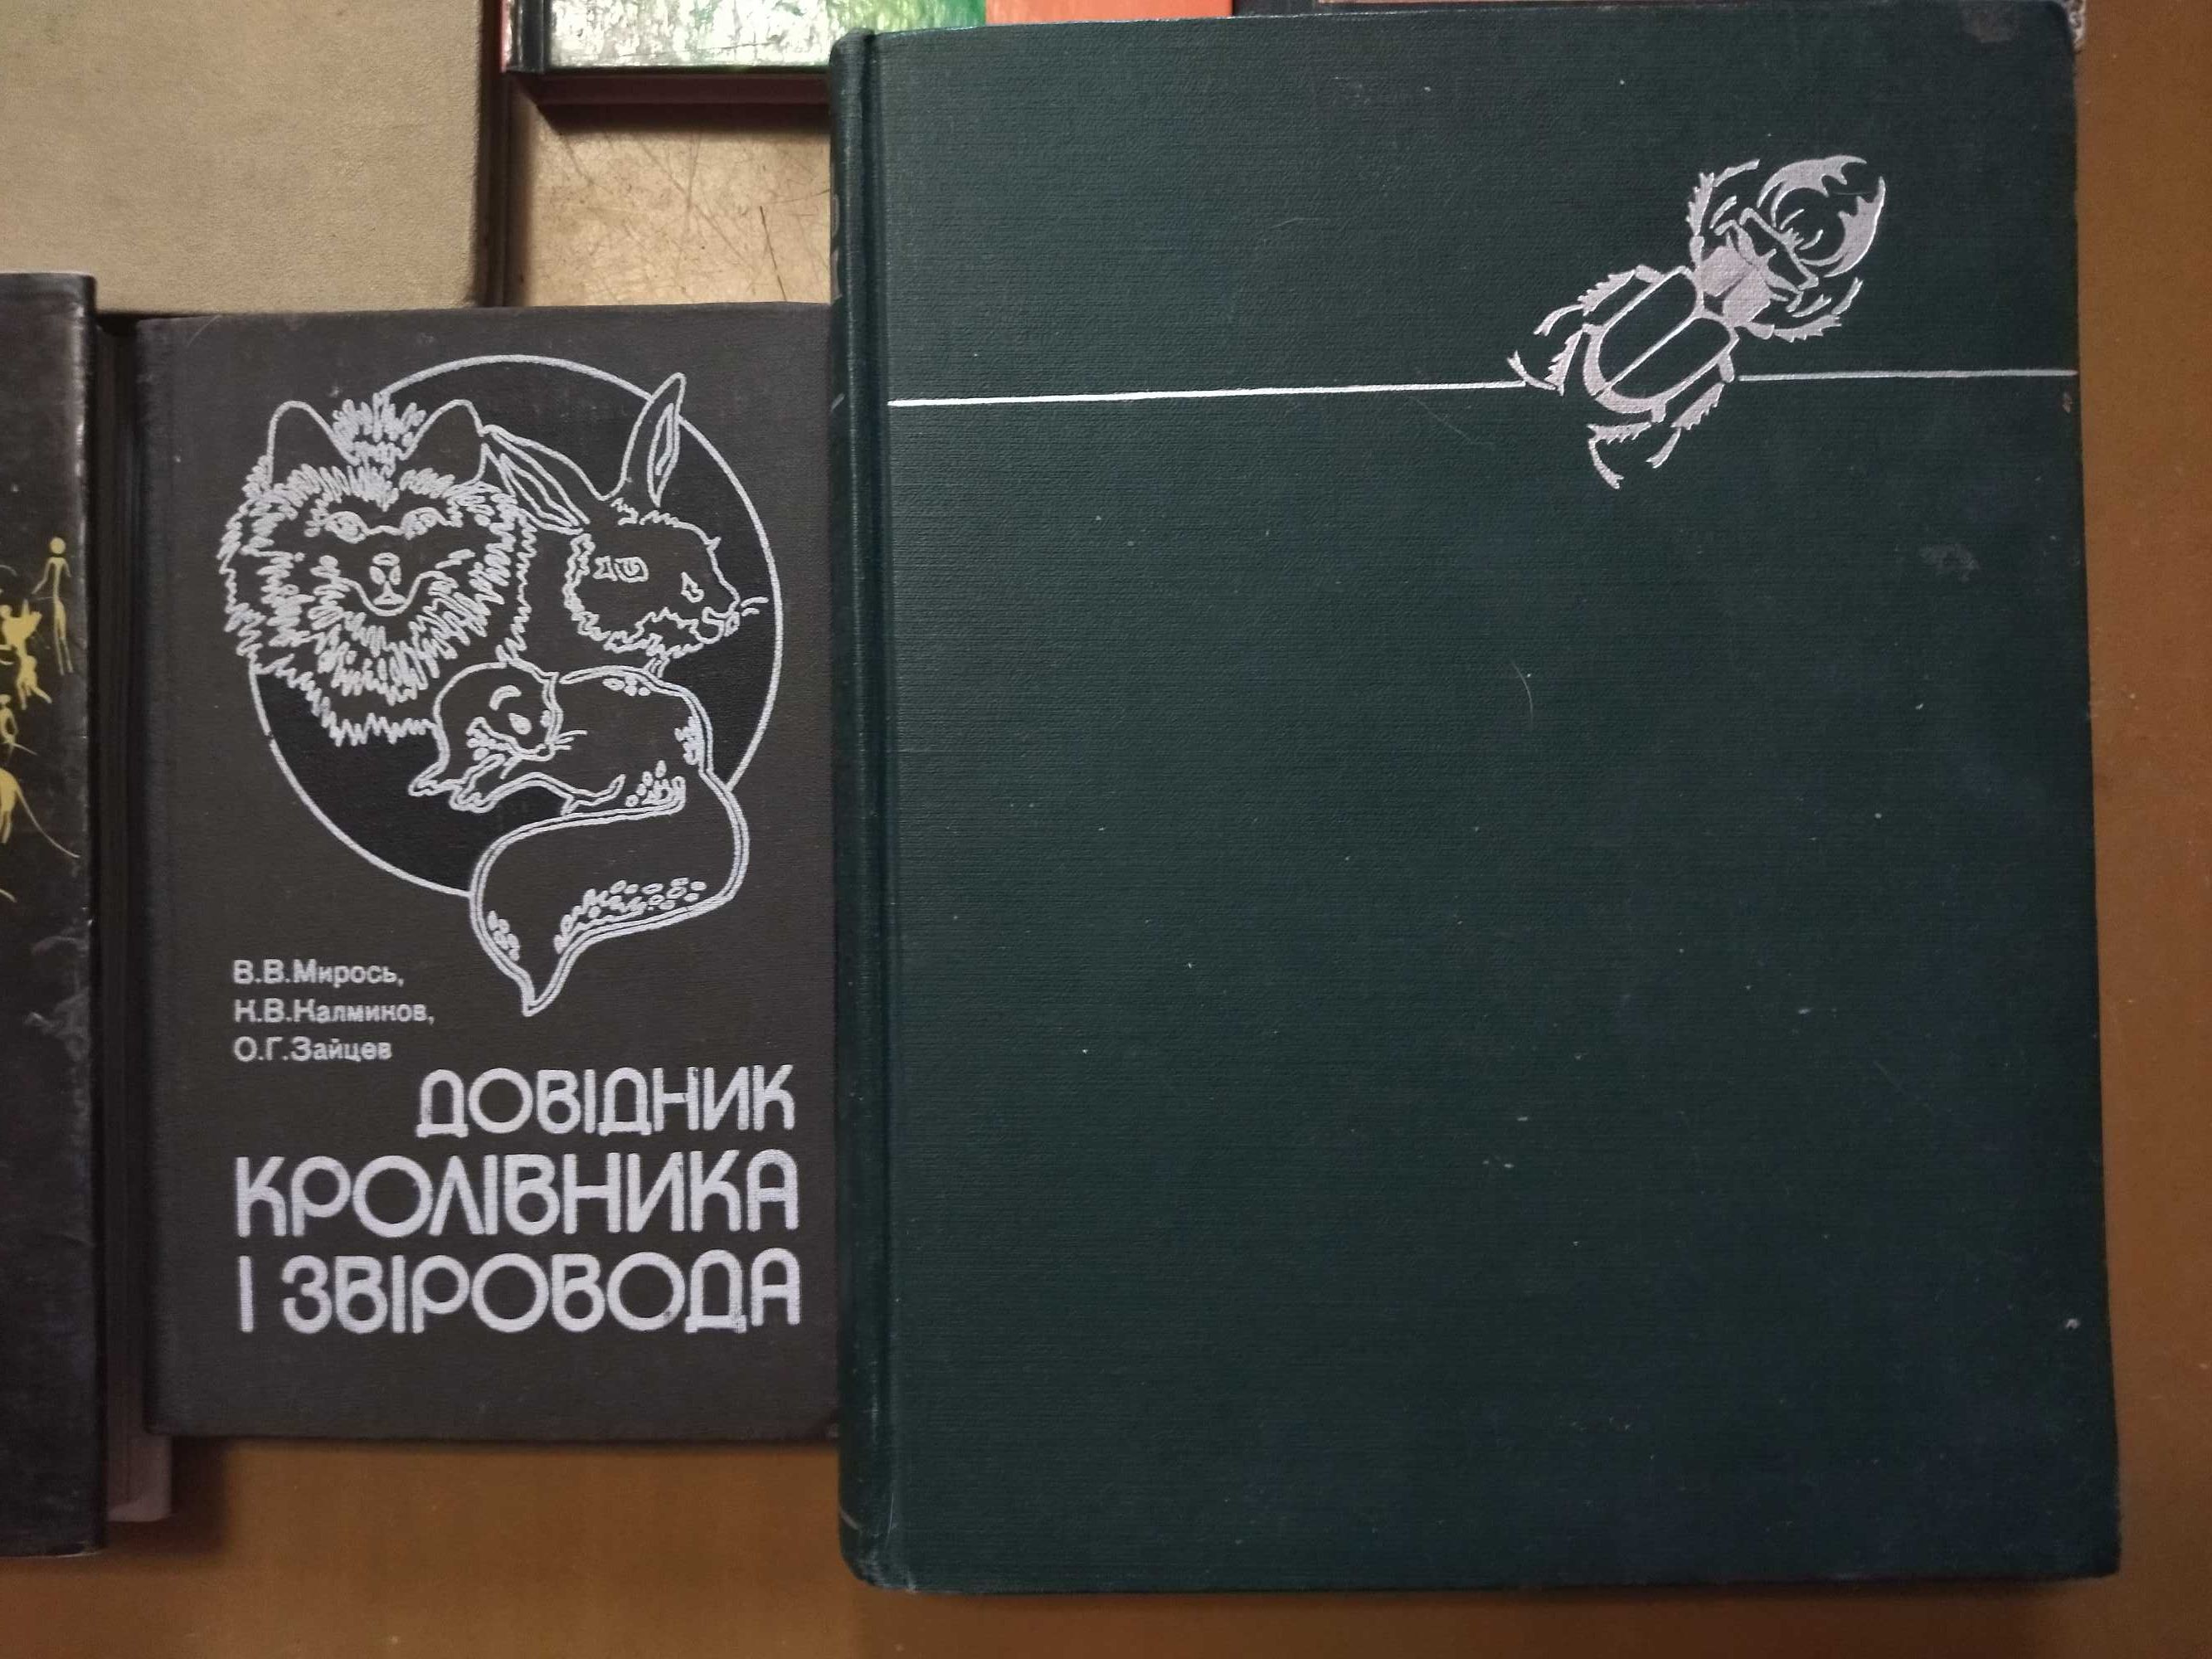 В.В.Мирось,
К.В.Калмиков,
О.Г.Зайцев
ДОВІДНИК
КРОЛІВНИКА
І ЗВІРОВОДА